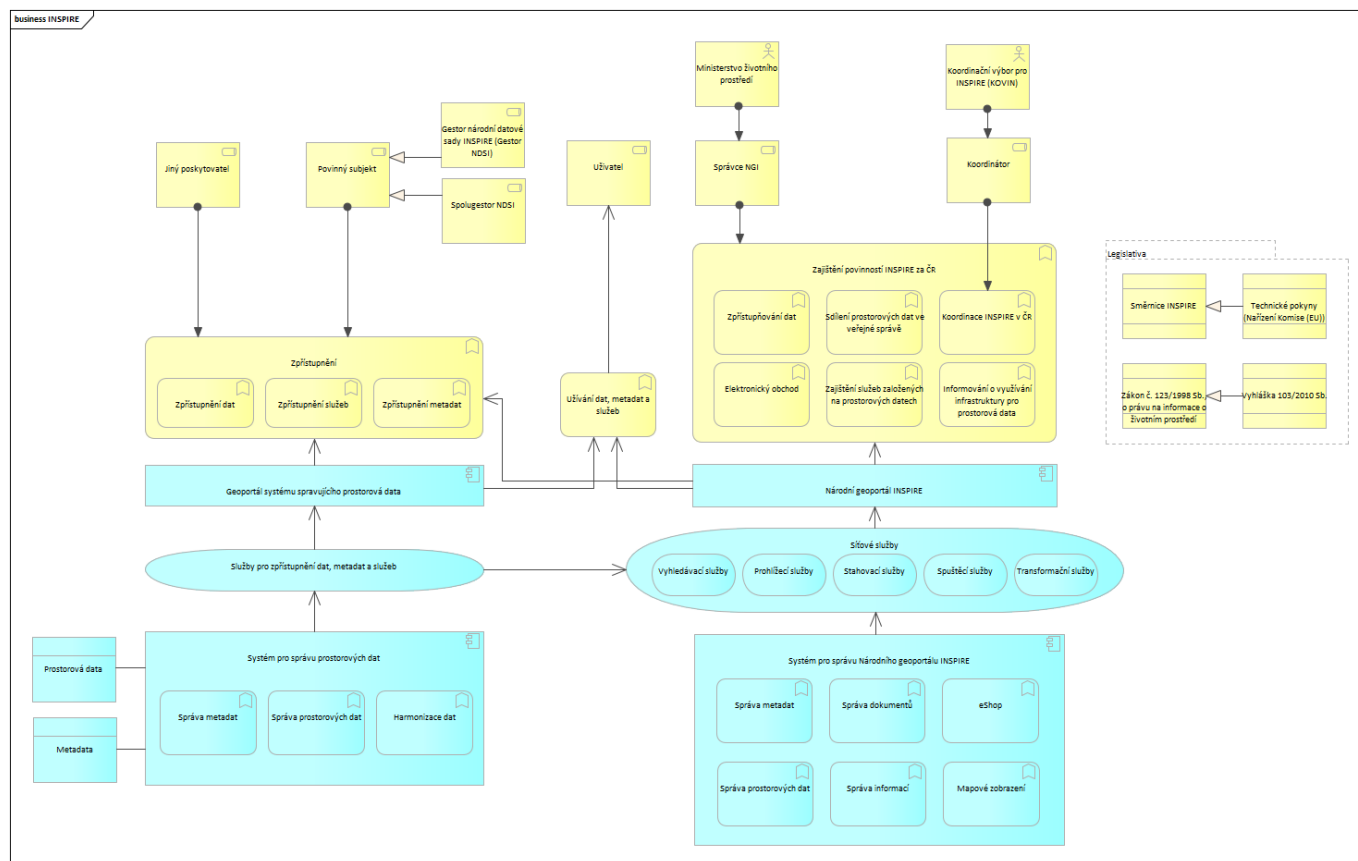 business INSPIRE
Ministerstvo životního
prostředí
Koordinační výbor pro
INSPIRE (KOVIN)
Gestor národní datové
sady INSPIRE (Gestor
NDSI)
Jiný poskytovatel
Povinný subjekt
Uživatel
Správce NGI
Koordinátor
Spolugestor NDSI
Legislativa
Zajištění povinností INSPIRE za ČR
Směrnice INSPIRE
Technické pokyny
(Nařízení Komise (EU))
Zpřístupňování dat
Sdílení prostorových dat ve
veřejné správě
Koordinace INSPIRE v ČR
Zpřístupnění
Elektronický obchod
Zajištění služeb založených
na prostorových datech
Informování o využívání
infrastruktury pro
prostorová data
Zákon č. 123/1998 Sb.
o právu na informace o
životním prostředí
Vyhláška 103/2010 Sb.
Zpřístupnění dat
Zpřístupnění služeb
Zpřístupnění metadat
Užívání dat, metadat a
služeb
Geoportál systému spravujícího prostorová data
Národní geoportál INSPIRE
Síťové služby
Služby pro zpřístupnění dat, metadat a služeb
Vyhledávací služby
Prohlížecí služby
Stahovací služby
Spuštěcí služby
Transformační služby
Systém pro správu prostorových dat
Systém pro správu Národního geoportálu INSPIRE
Prostorová data
Správa metadat
Správa prostorových dat
Harmonizace dat
Metadata
Správa metadat
Správa dokumentů
eShop
Správa prostorových dat
Správa informací
Mapové zobrazení